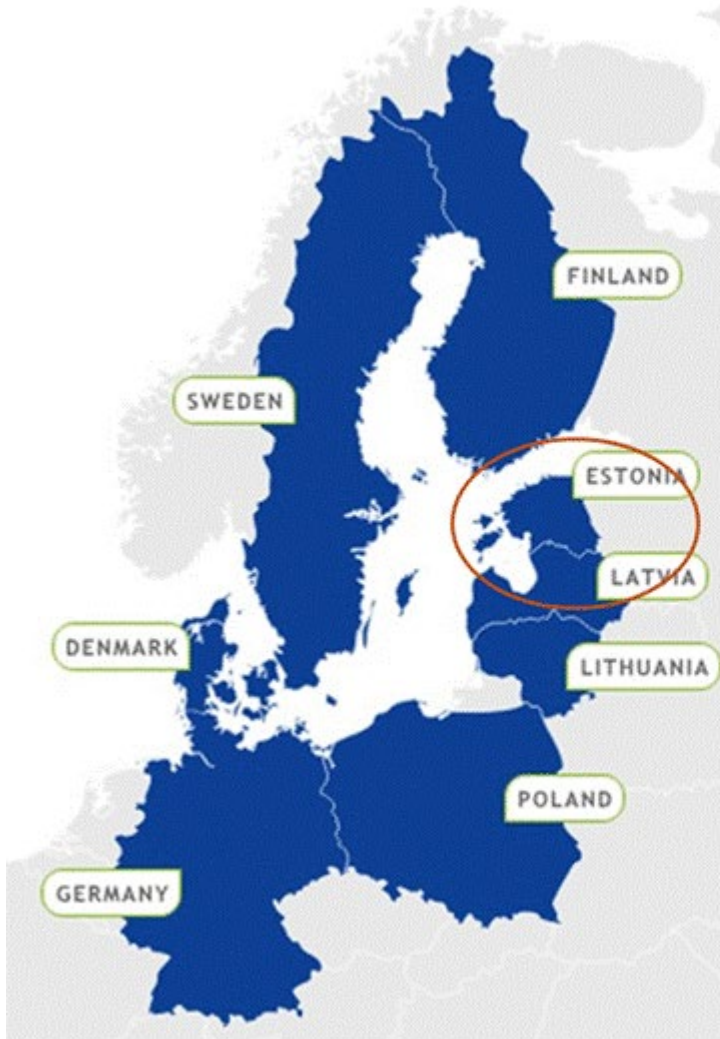 FINLAND
SWEDEN
ESTONIA
LATVIA
DENMARK
LITHUANIA
POLAND
GERMANY